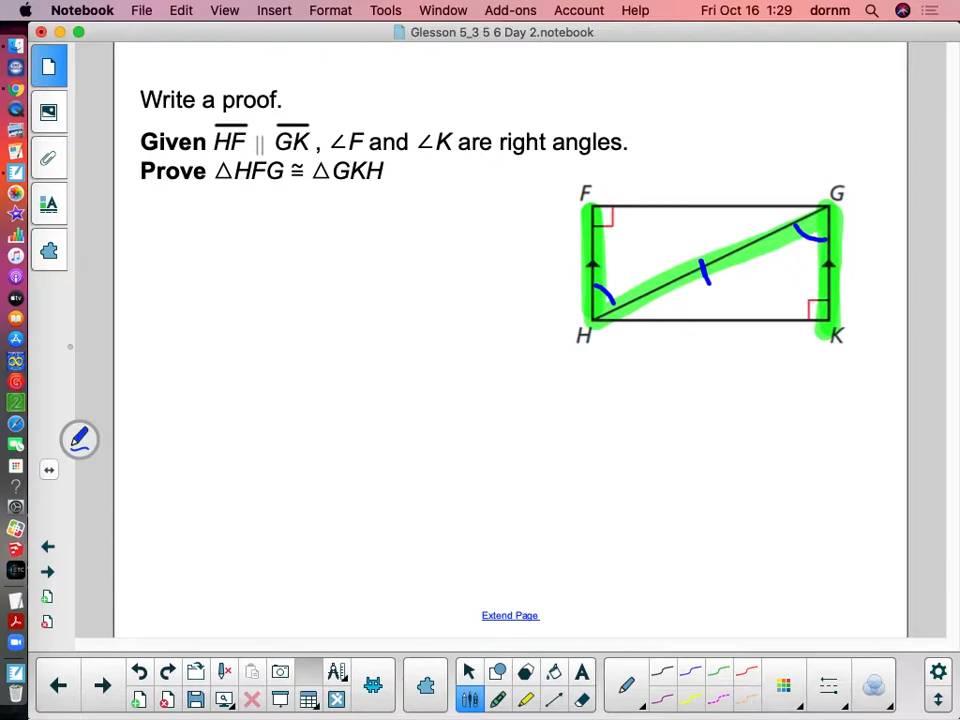 Notebook File Edit View Insert Format Tools Window Add-ons Account Help Fri Oct 16 1:29 dornm
Glesson 5_3 5 6 Day 2.notebook
Write a proof.
Given HF || GK , ∠F and ∠K are right angles.
Prove △HFG ≅ △GKH
F G
H K
Extend Page